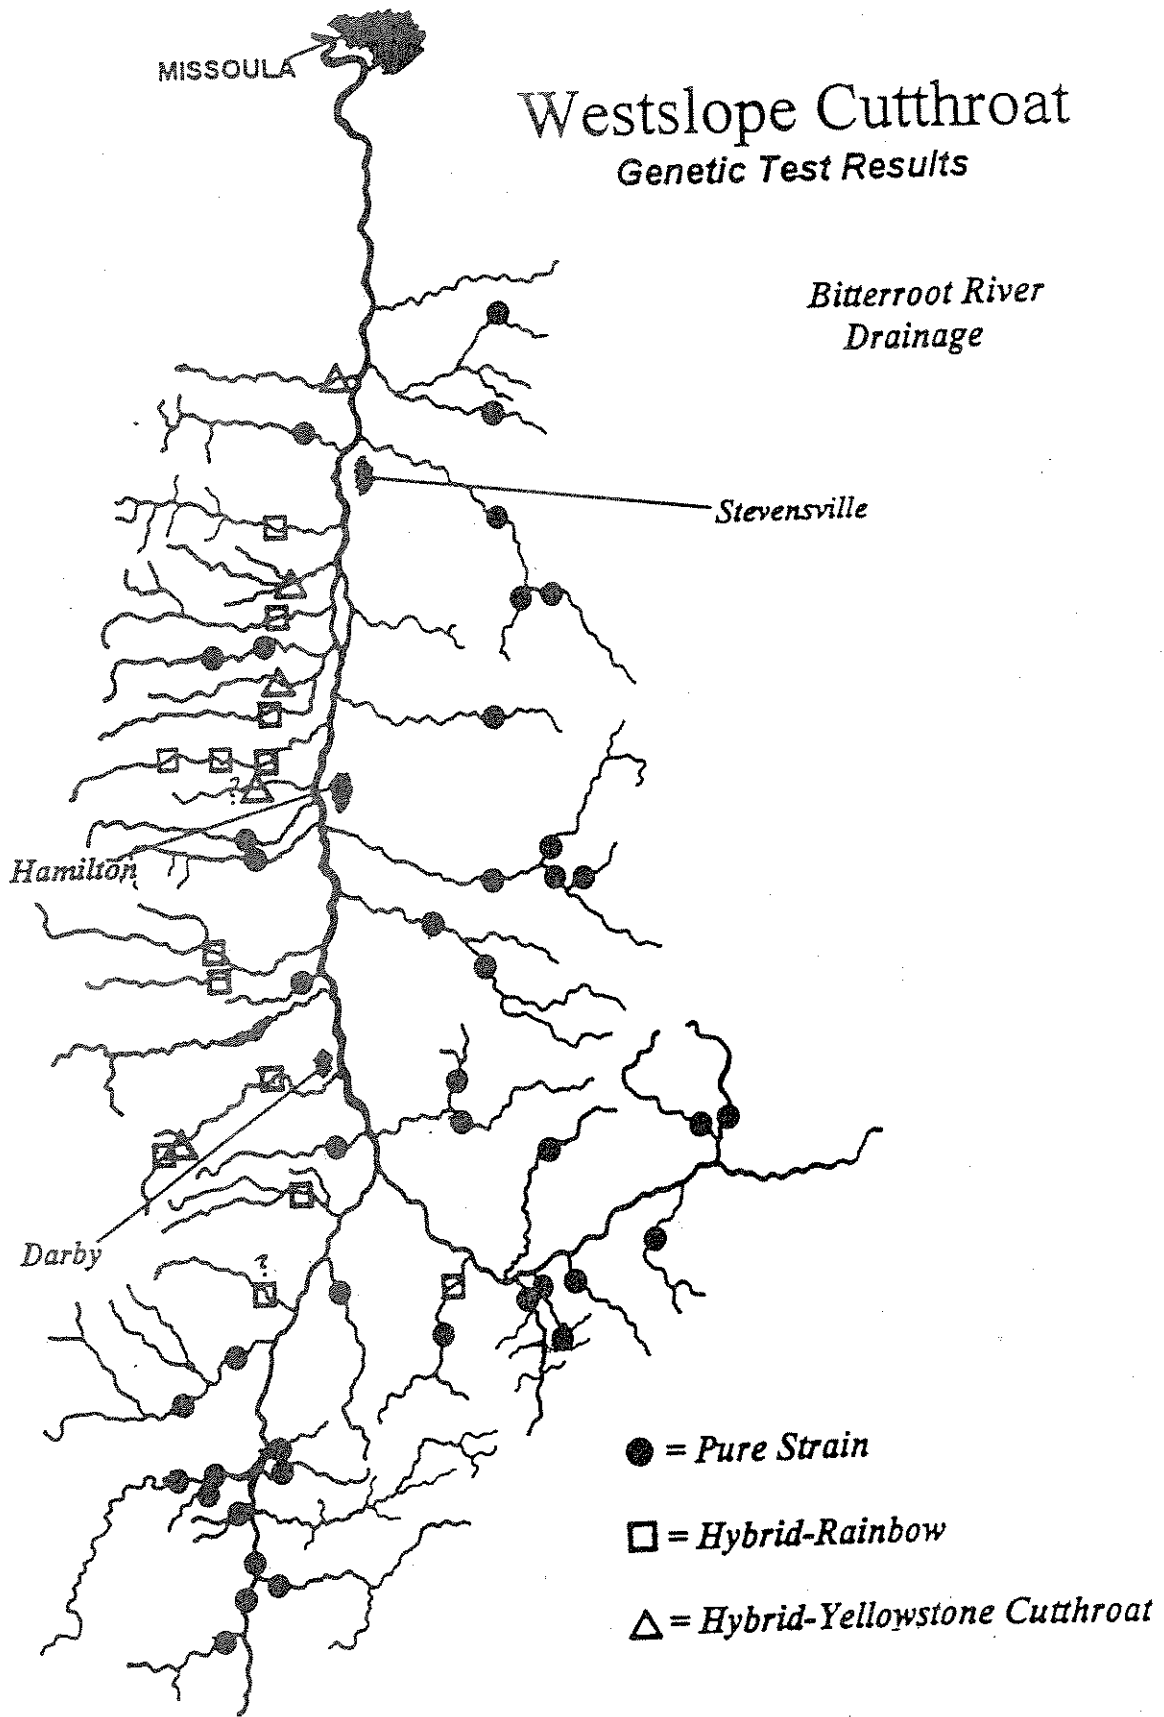 MISSOULA
Westslope Cutthroat
Genetic Test Results
Bitterroot River
Drainage
Stevensville
?
Hamilton
Darby
?
= Pure Strain
= Hybrid-Rainbow
= Hybrid-Yellowstone Cutthroat